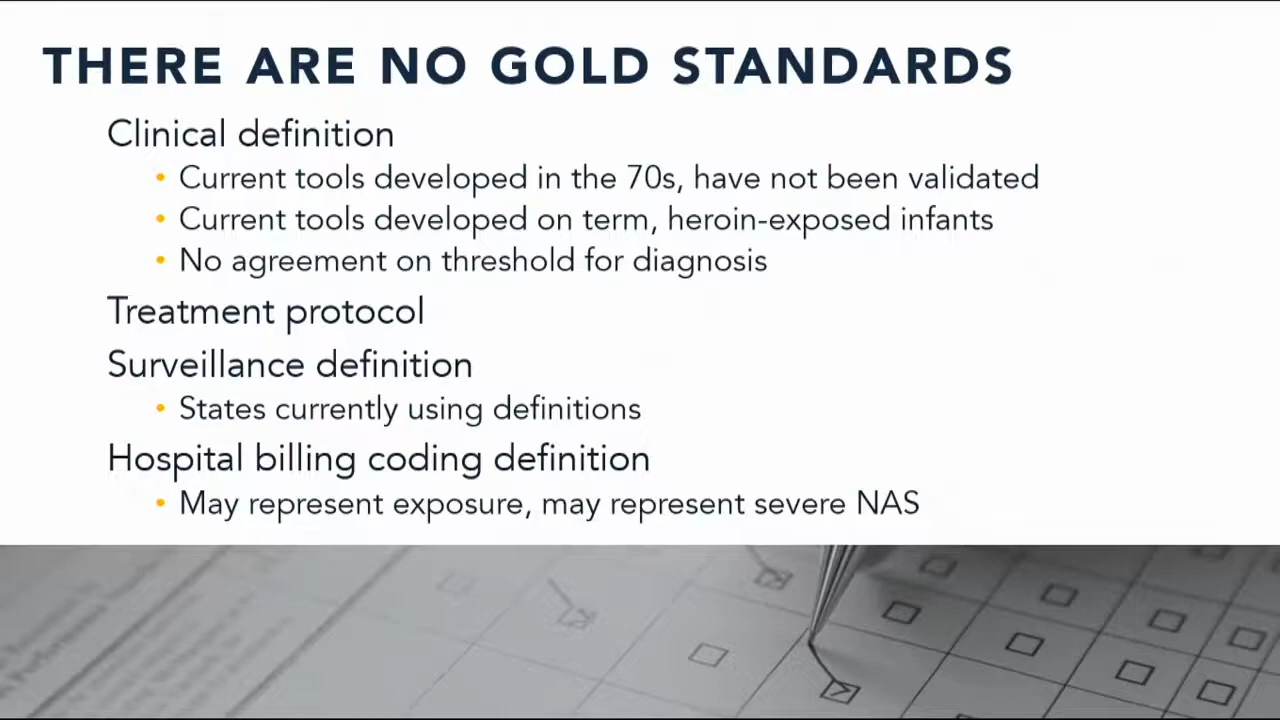 THERE ARE NO GOLD STANDARDS
Clinical definition
• Current tools developed in the 70s, have not been validated
• Current tools developed on term, heroin-exposed infants
• No agreement on threshold for diagnosis
Treatment protocol
Surveillance definition
• States currently using definitions
Hospital billing coding definition
• May represent exposure, may represent severe NAS